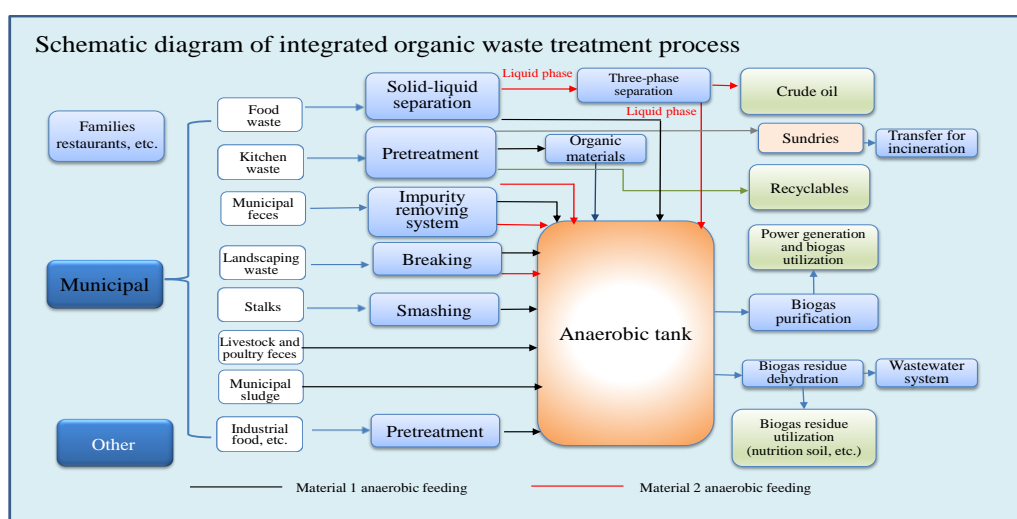 Schematic diagram of integrated organic waste treatment process
Families
restaurants, etc.
Municipal
Other
Food
waste
Kitchen
waste
Municipal
feces
Landscaping
waste
Stalks
Livestock and
poultry feces
Municipal
sludge
Industrial
food, etc.
Solid-liquid
separation
Pretreatment
Impurity
removing
system
Breaking
Smashing
Pretreatment
Liquid phase
Three-phase
separation
Liquid phase
Organic
materials
Anaerobic tank
Crude oil
Sundries
Transfer for
incineration
Recyclables
Power generation
and biogas
utilization
Biogas
purification
Biogas residue
dehydration
Wastewater
system
Biogas residue
utilization
(nutrition soil, etc.)
Material 1 anaerobic feeding
Material 2 anaerobic feeding